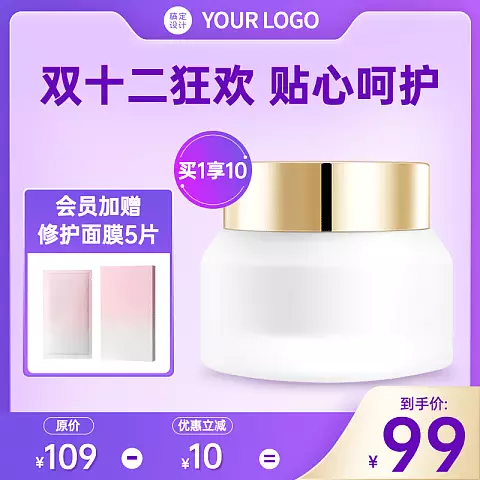 搞定设计 YOUR LOGO
双十二狂欢 贴心呵护
买1享10
会员加赠
修护面膜5片
原价
¥109
-
优惠立减
¥10
=
到手价:
¥99